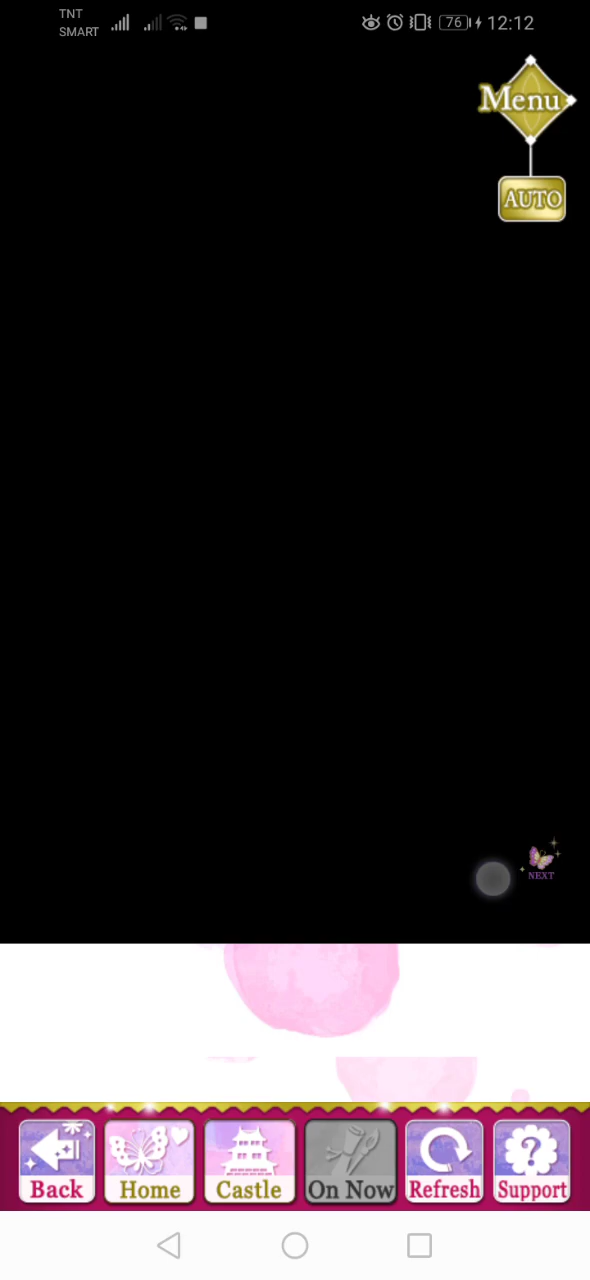 TNT
SMART
76 12:12
Menu
AUTO
NEXT
Back Home Castle On Now Refresh Support